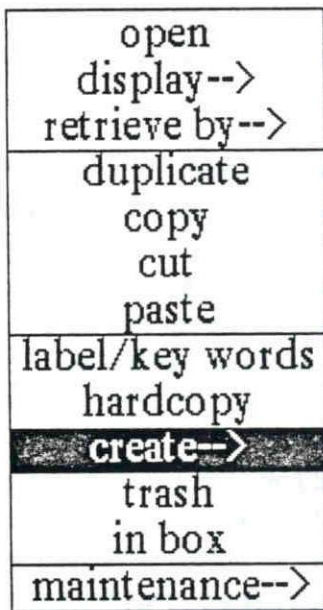 open
display-->
retrieve by-->
duplicate
copy
cut
paste
label/key words
hardcopy
create-->
trash
in box
maintenance-->